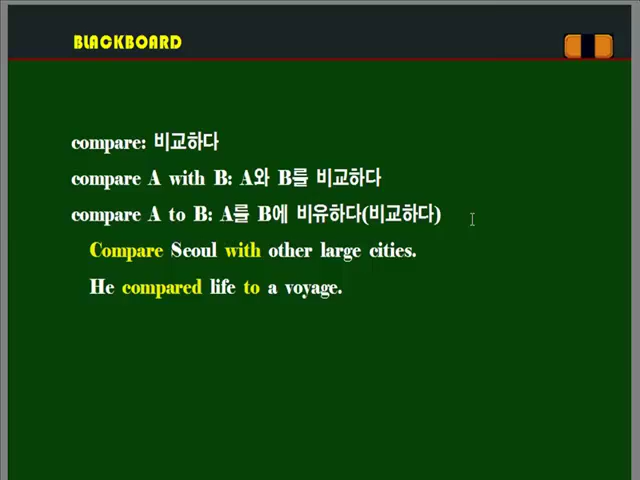 BLACKBOARD
compare: 비교하다
compare A with B: A와 B를 비교하다
compare A to B: A를 B에 비유하다(비교하다)
Compare Seoul with other large cities.
He compared life to a voyage.